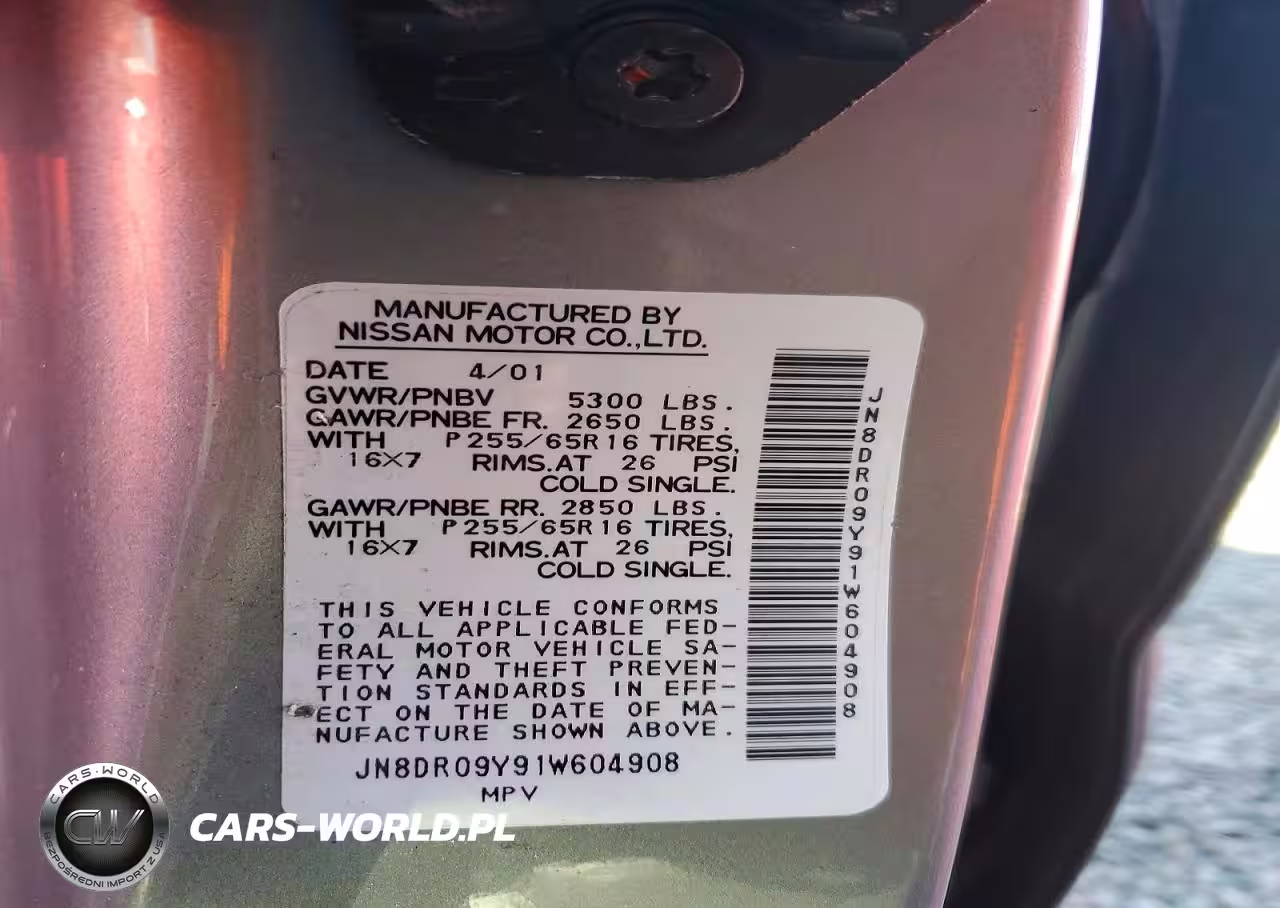 MANUFACTURED BY
NISSAN MOTOR CO.,LTD.
DATE 4/01
GVWR/PNBV 5300 LBS.
GAWR/PNBE FR. 2650 LBS.
WITH P255/65R16 TIRES,
16X7 RIMS.AT 26 PSI
COLD SINGLE.
GAWR/PNBE RR. 2850 LBS.
WITH P255/65R16 TIRES,
16X7 RIMS.AT 26 PSI
COLD SINGLE.
THIS VEHICLE CONFORMS
TO ALL APPLICABLE FED-
ERAL MOTOR VEHICLE SA-
FETY AND THEFT PREVEN-
TION STANDARDS IN EFF-
ECT ON THE DATE OF MA-
NUFACTURE SHOWN ABOVE.
JN8DR09Y91W604908
MPV
JN8DR09Y91W604908
CARS-WORLD
CW
BEZPOŚREDNI IMPORT Z USA
CARS-WORLD.PL